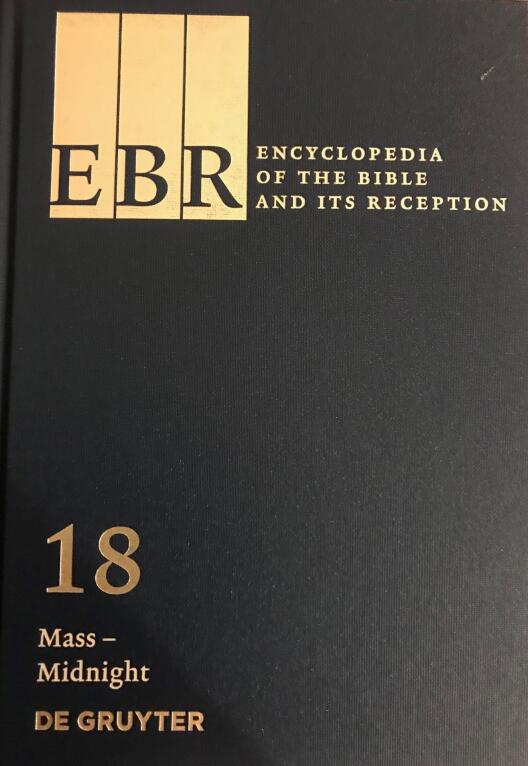 EBR
ENCYCLOPEDIA
OF THE BIBLE
AND ITS RECEPTION
18
Mass –
Midnight
DE GRUYTER